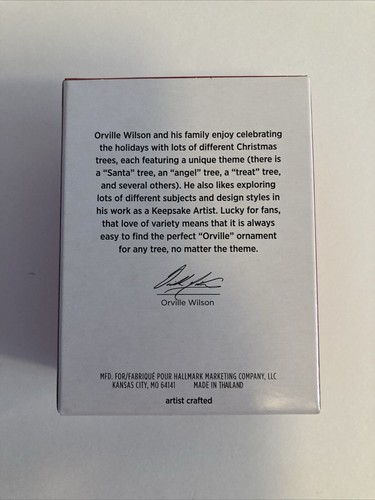 Orville Wilson and his family enjoy celebrating
the holidays with lots of different Christmas
trees, each featuring a unique theme (there is
a “Santa” tree, an “angel” tree, a “treat” tree,
and several others). He also likes exploring
lots of different subjects and design styles in
his work as a Keepsake Artist. Lucky for fans,
that love of variety means that it is always
easy to find the perfect “Orville” ornament
for any tree, no matter the theme.
Orville Wilson
MFD. FOR/FABRIQUÉ POUR HALLMARK MARKETING COMPANY, LLC
KANSAS CITY, MO 64141 MADE IN THAILAND
artist crafted